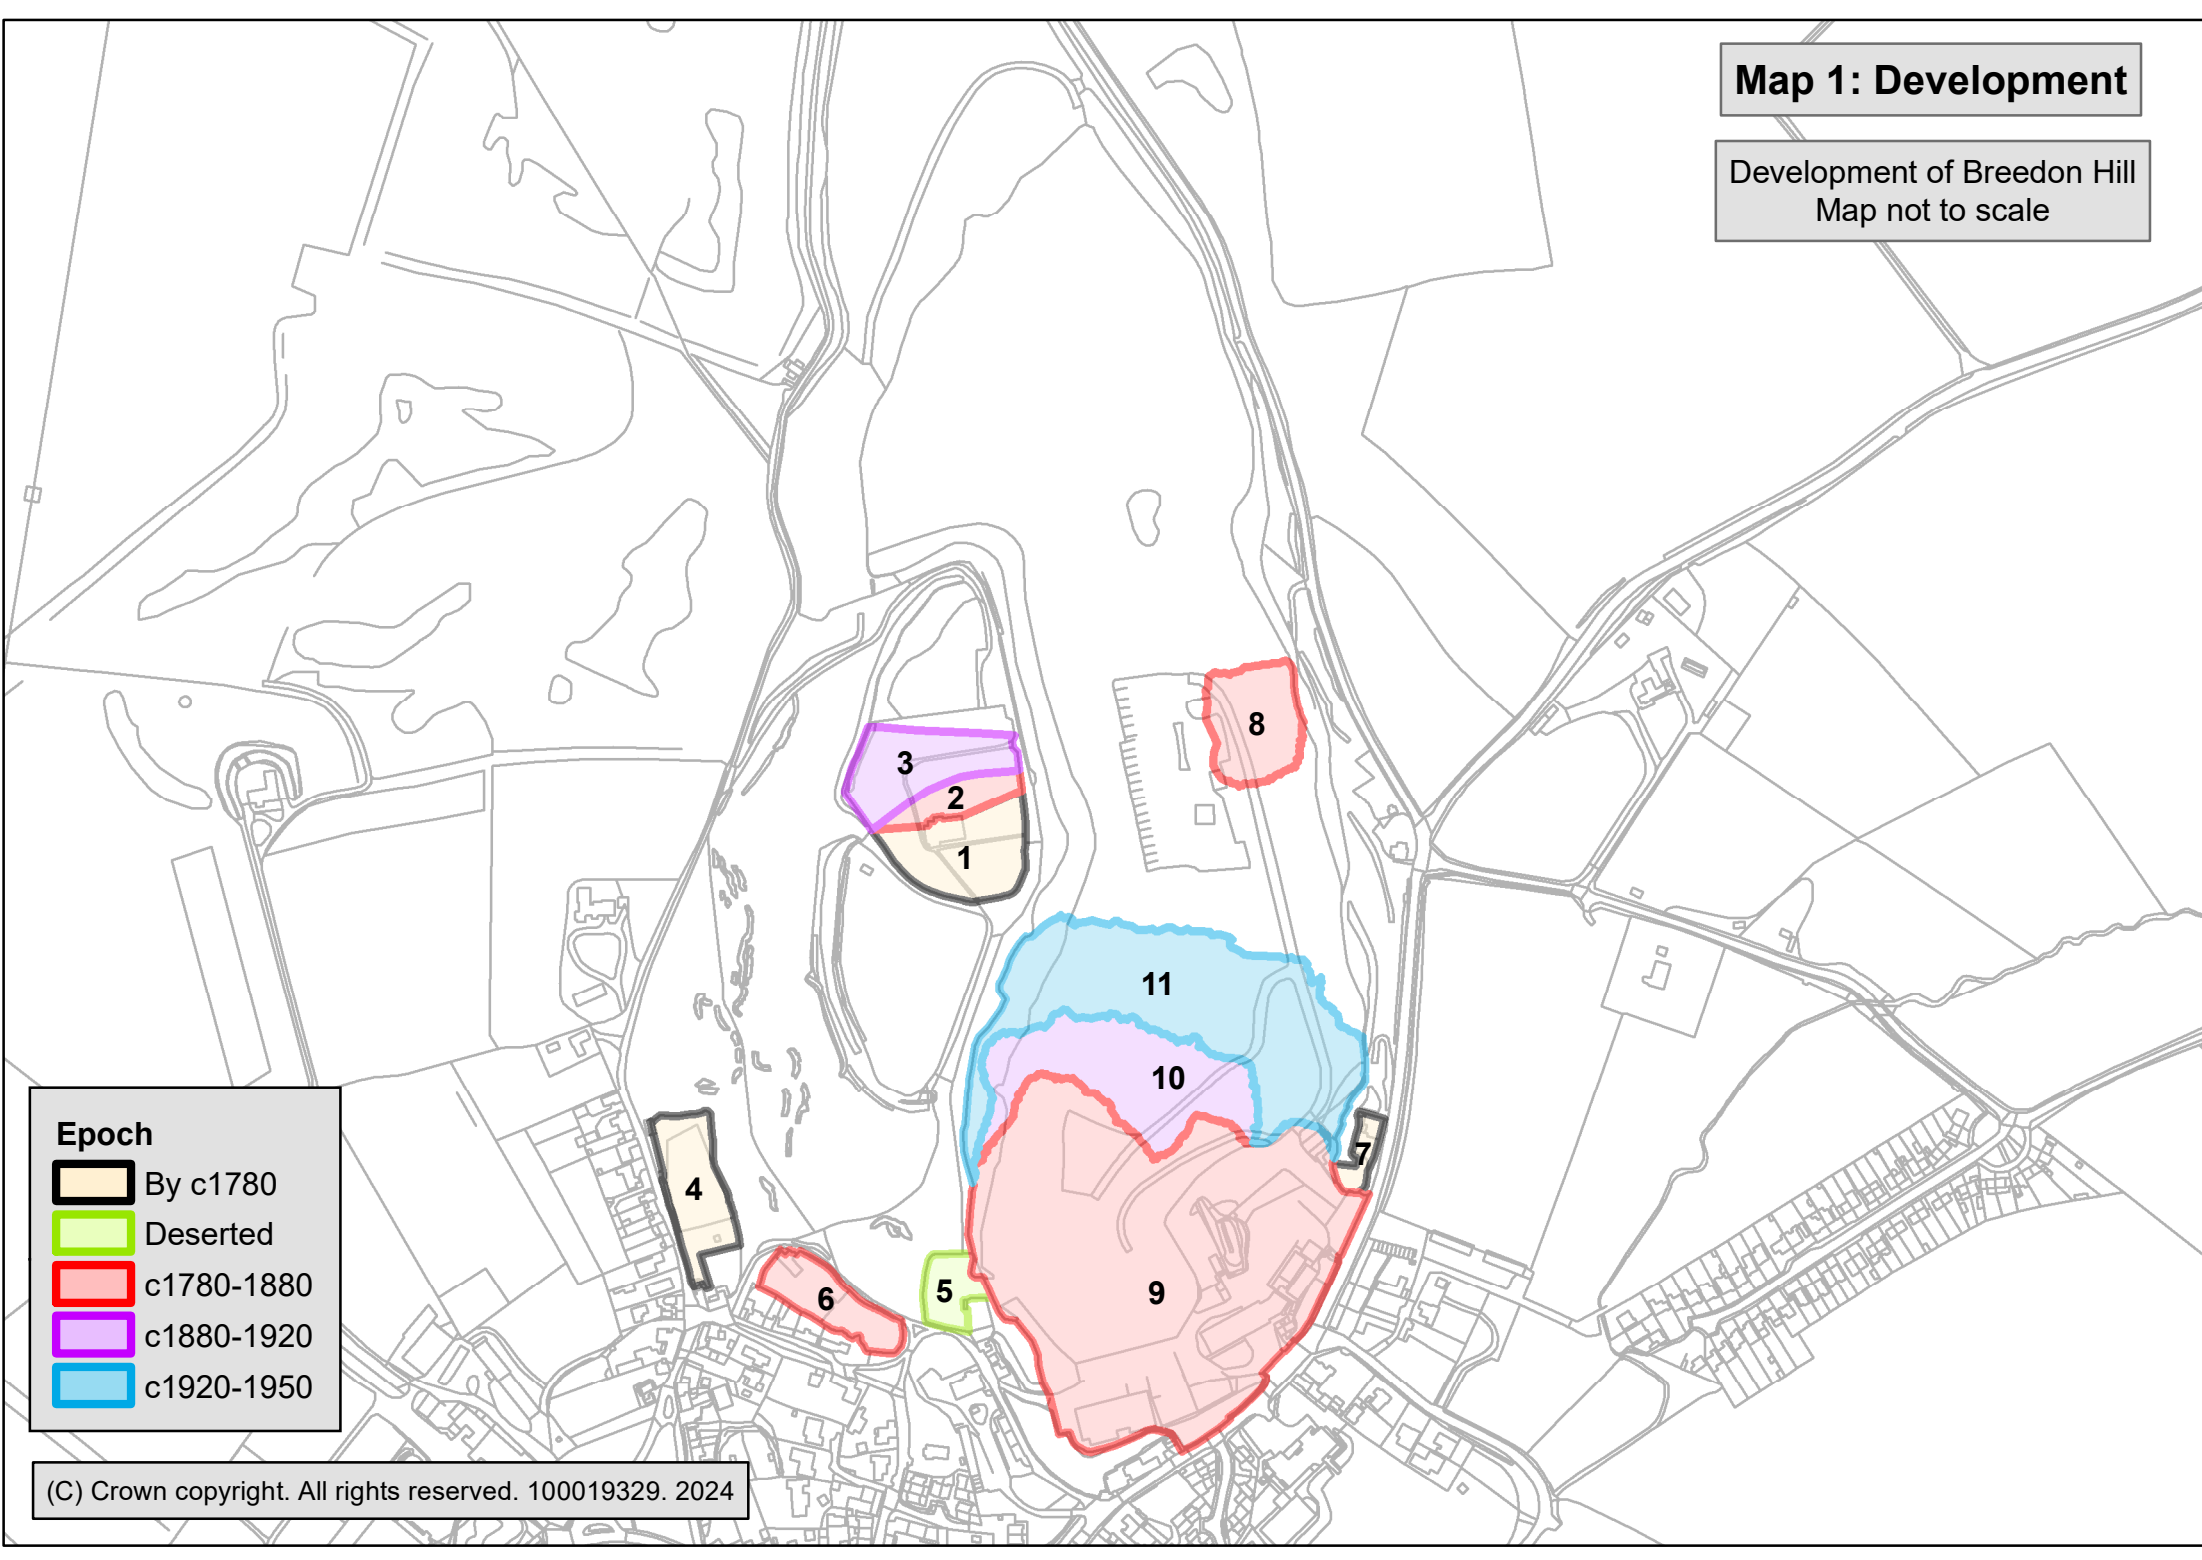 Map 1: Development
Development of Breedon Hill
Map not to scale
8
3
2
1
11
10
7
4
5
9
6
Epoch
By c1780
Deserted
c1780-1880
c1880-1920
c1920-1950
(C) Crown copyright. All rights reserved. 100019329. 2024